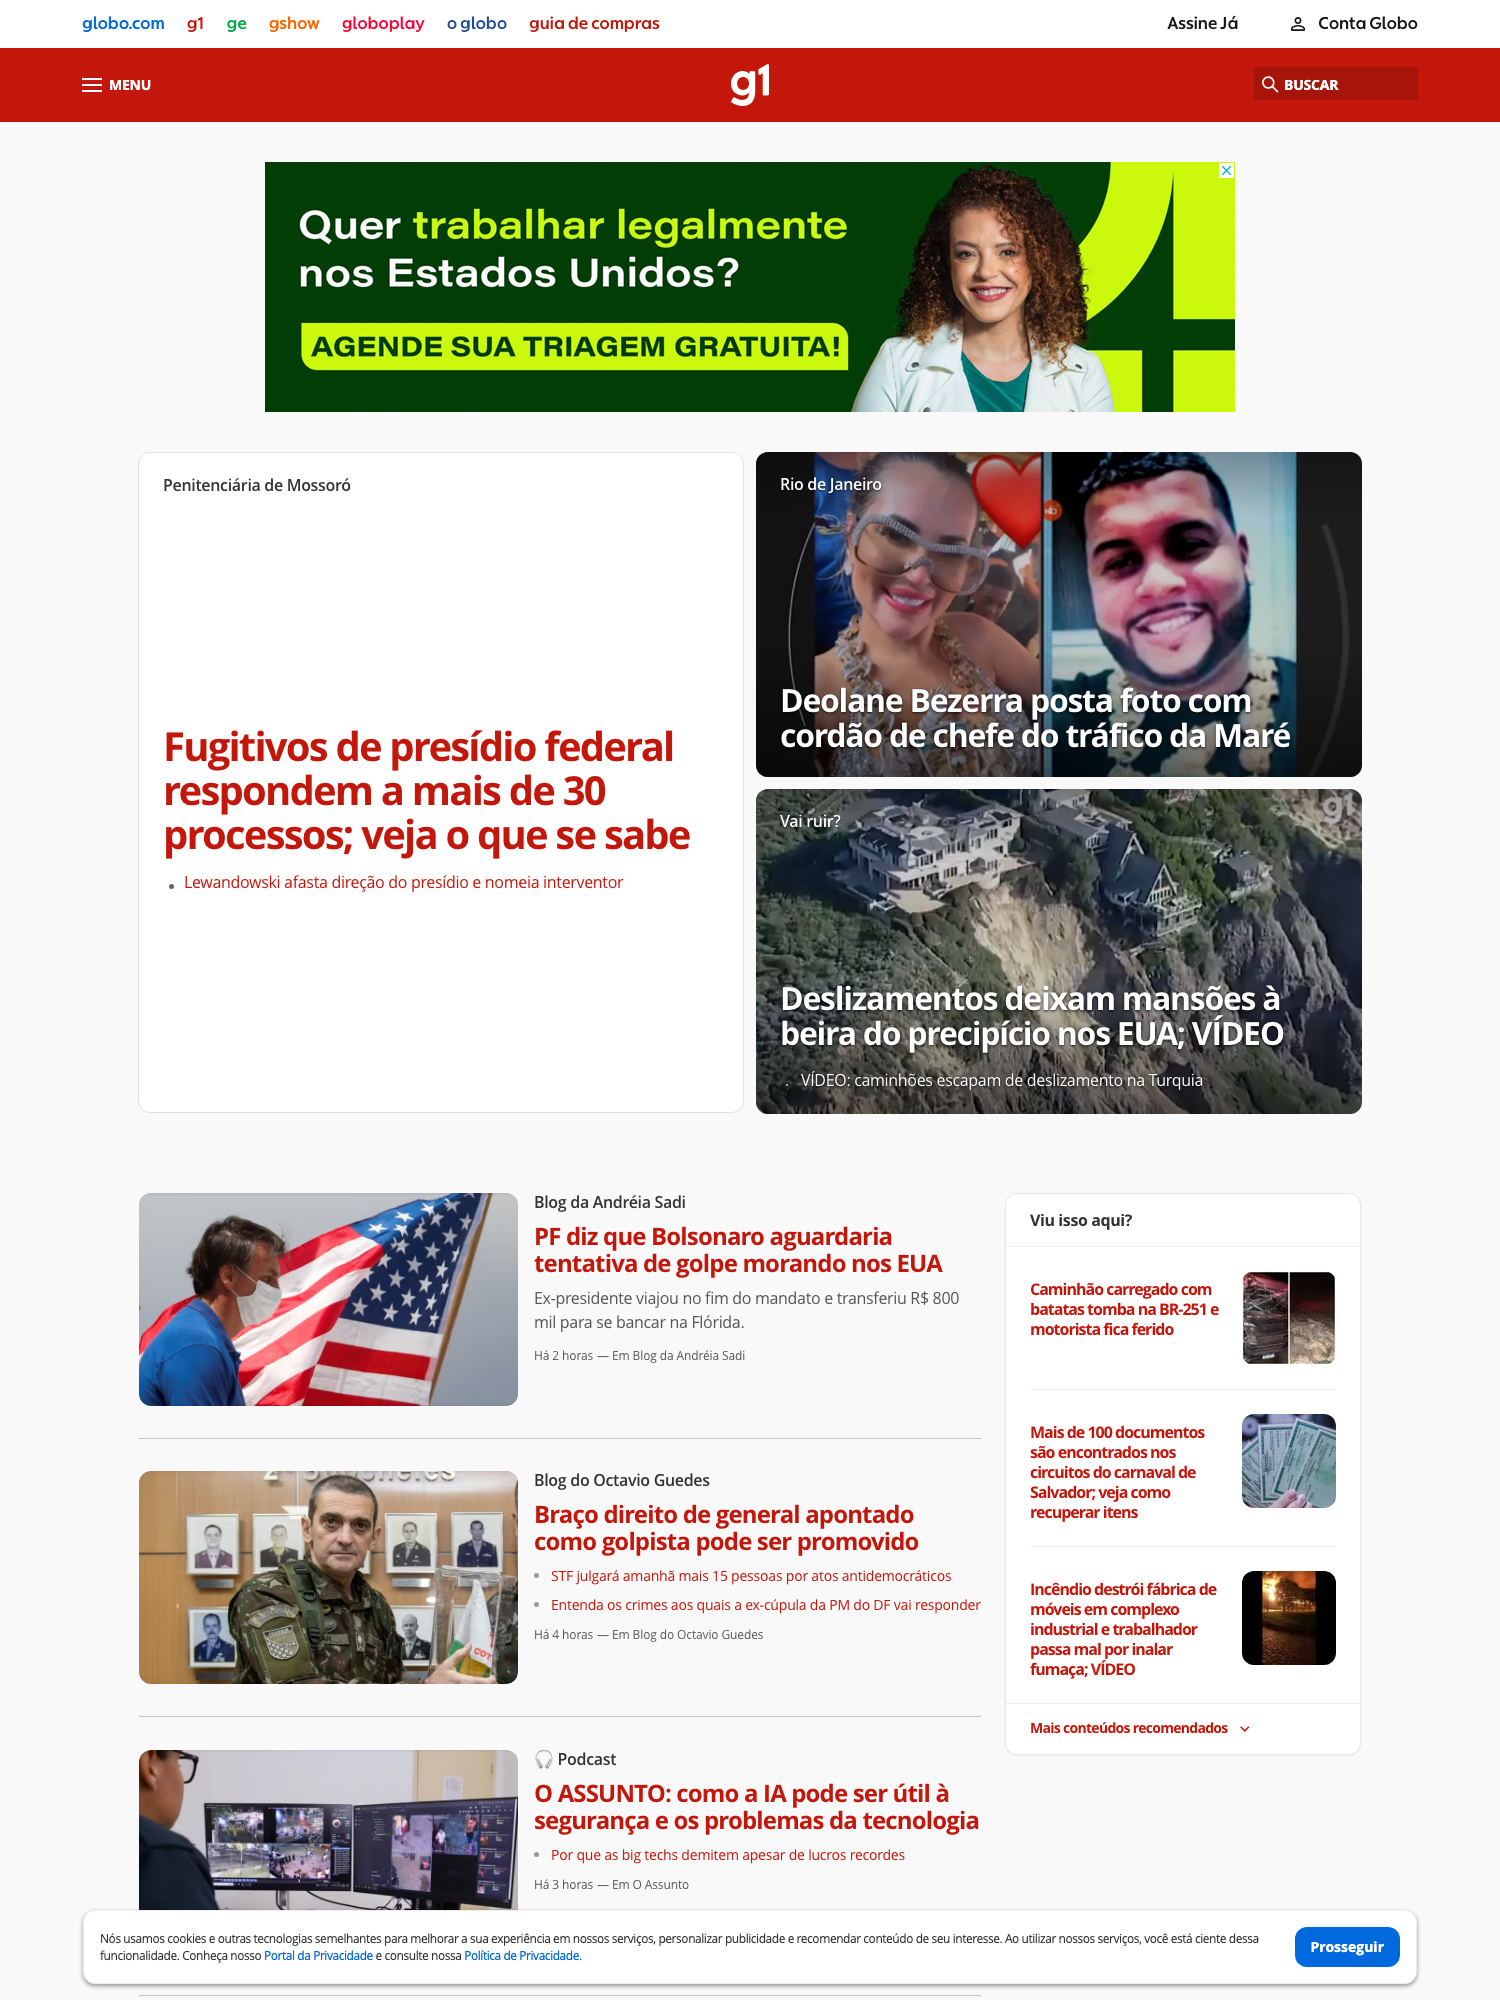 globo.com g1 ge gshow globoplay o globo guia de compras Assine Já Conta Globo
MENU g1 BUSCAR
Quer trabalhar legalmente
nos Estados Unidos?
AGENDE SUA TRIAGEM GRATUITA!
Penitenciária de Mossoró
Fugitivos de presídio federal
respondem a mais de 30
processos; veja o que se sabe
Lewandowski afasta direção do presídio e nomeia interventor
Rio de Janeiro
Deolane Bezerra posta foto com
cordão de chefe do tráfico da Maré
g1
Vai ruir?
Deslizamentos deixam mansões à
beira do precipício nos EUA; VÍDEO
VÍDEO: caminhões escapam de deslizamento na Turquia
Blog da Andréia Sadi
PF diz que Bolsonaro aguardaria
tentativa de golpe morando nos EUA
Ex-presidente viajou no fim do mandato e transferiu R$ 800
mil para se bancar na Flórida.
Há 2 horas — Em Blog da Andréia Sadi
Blog do Octavio Guedes
Braço direito de general apontado
como golpista pode ser promovido
STF julgará amanhã mais 15 pessoas por atos antidemocráticos
Entenda os crimes aos quais a ex-cúpula da PM do DF vai responder
Há 4 horas — Em Blog do Octavio Guedes
Podcast
O ASSUNTO: como a IA pode ser útil à
segurança e os problemas da tecnologia
Por que as big techs demitem apesar de lucros recordes
Há 3 horas — Em O Assunto
Viu isso aqui?
Caminhão carregado com
batatas tomba na BR-251 e
motorista fica ferido
Mais de 100 documentos
são encontrados nos
circuitos do carnaval de
Salvador; veja como
recuperar itens
Incêndio destrói fábrica de
móveis em complexo
industrial e trabalhador
passa mal por inalar
fumaça; VÍDEO
Mais conteúdos recomendados
Nós usamos cookies e outras tecnologias semelhantes para melhorar a sua experiência em nossos serviços, personalizar publicidade e recomendar conteúdo de seu interesse. Ao utilizar nossos serviços, você está ciente dessa
funcionalidade. Conheça nosso Portal da Privacidade e consulte nossa Política de Privacidade.
Prosseguir